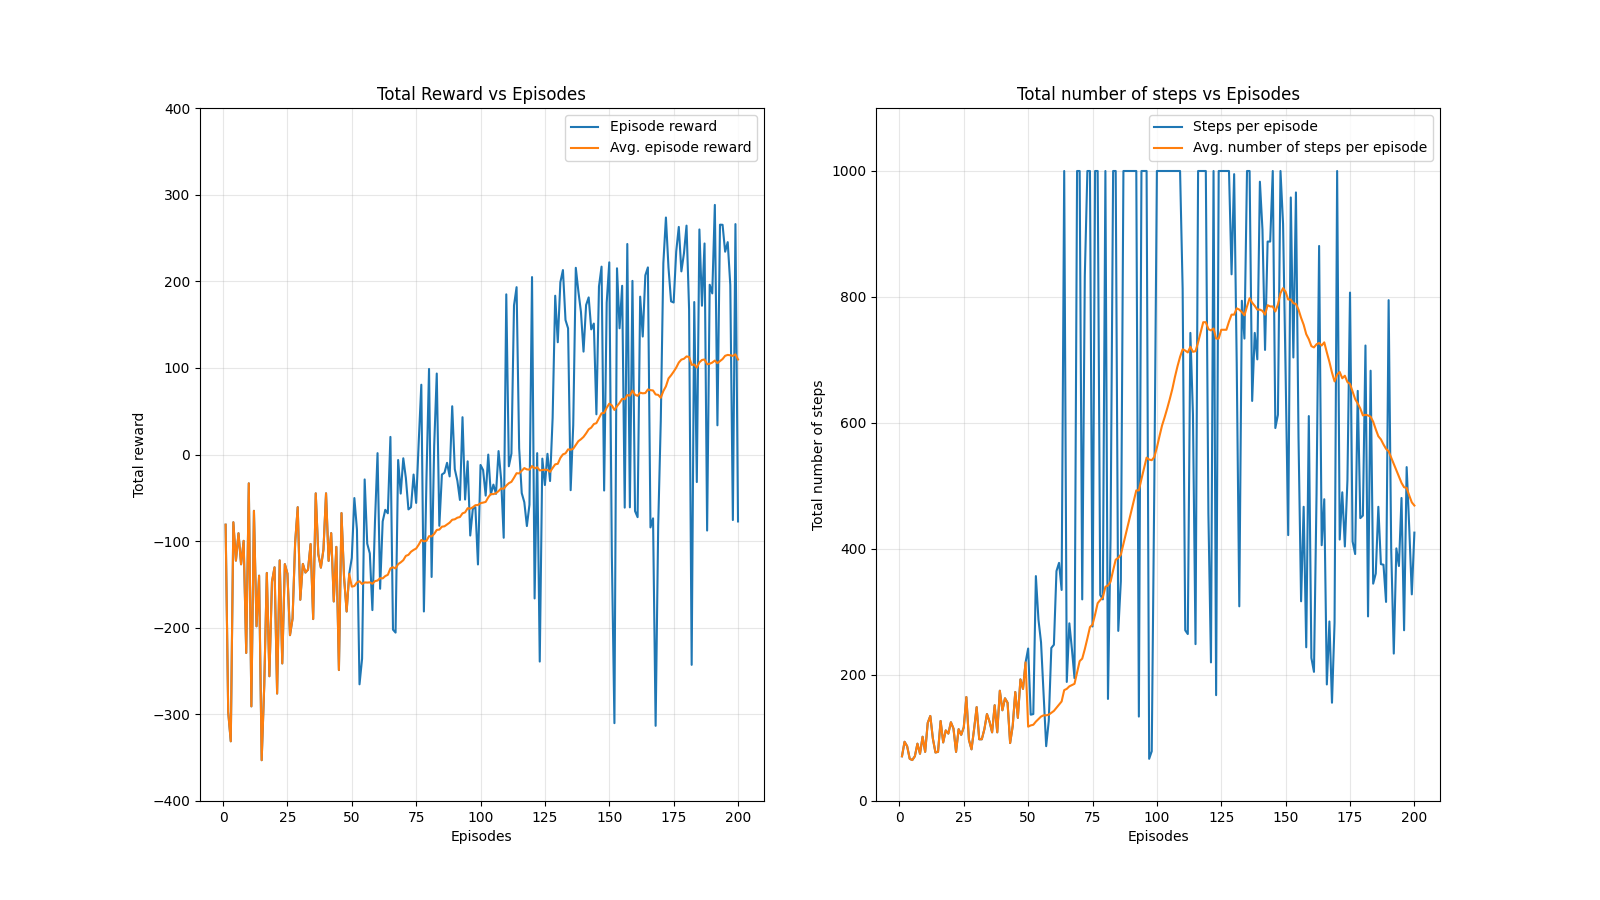 Total Reward vs Episodes
Episode reward
Avg. episode reward
400
300
200
100
0
−100
−200
−300
−400
Total reward
0 25 50 75 100 125 150 175 200
Episodes
Total number of steps vs Episodes
Steps per episode
Avg. number of steps per episode
1000
800
600
400
200
0
Total number of steps
0 25 50 75 100 125 150 175 200
Episodes